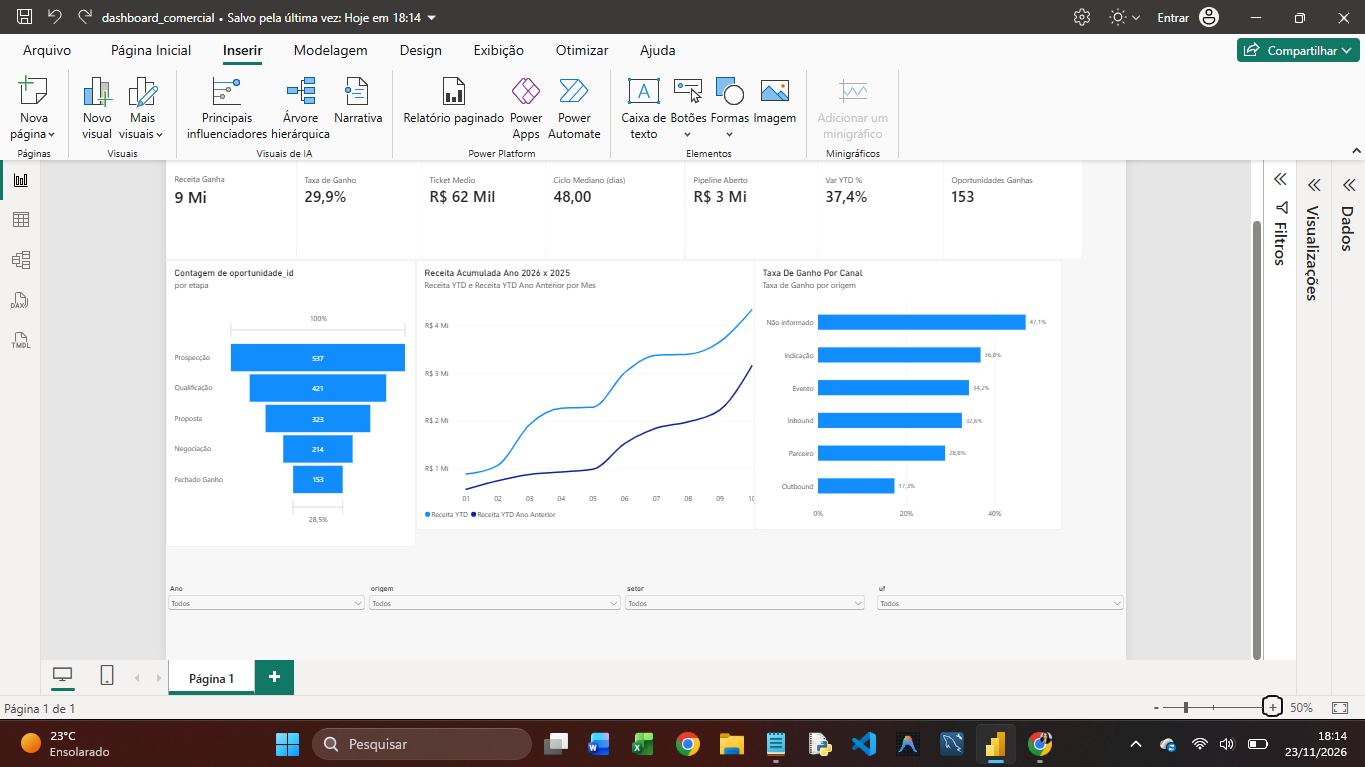 dashboard_comercial • Salvo pela última vez: Hoje em 18:14
Entrar
Arquivo Página Inicial Inserir Modelagem Design Exibição Otimizar Ajuda
Compartilhar
Nova página
Novo visual
Mais visuais
Principais influenciadores
Árvore hierárquica
Narrativa
Relatório paginado
Power Apps
Power Automate
A
Caixa de texto
Botões
Formas
Imagem
Adicionar um minigráfico
Páginas
Visuais
Visuais de IA
Power Platform
Elementos
Minigráficos
DAX
TMDL
Receita Ganha
9 Mi
Taxa de Ganho
29,9%
Ticket Medio
R$ 62 Mil
Ciclo Mediano (dias)
48,00
Pipeline Aberto
R$ 3 Mi
Var YTD %
37,4%
Oportunidades Ganhas
153
Contagem de oportunidade_id
por etapa
100%
Prospecção 537
Qualificação 421
Proposta 323
Negociação 214
Fechado Ganho 153
28,5%
Receita Acumulada Ano 2026 x 2025
Receita YTD e Receita YTD Ano Anterior por Mes
R$ 4 Mi
R$ 3 Mi
R$ 2 Mi
R$ 1 Mi
01 02 03 04 05 06 07 08 09 10
Receita YTD Receita YTD Ano Anterior
Taxa De Ganho Por Canal
Taxa de Ganho por origem
Não informado 47,1%
Indicação 36,8%
Evento 34,2%
Inbound 32,6%
Parceiro 28,8%
Outbound 17,3%
0% 20% 40%
Ano
Todos
origem
Todos
setor
Todos
uf
Todos
Filtros
Visualizações
Dados
Página 1
+
Página 1 de 1
- + 50%
23°C
Ensolarado
Pesquisar
18:14
23/11/2026